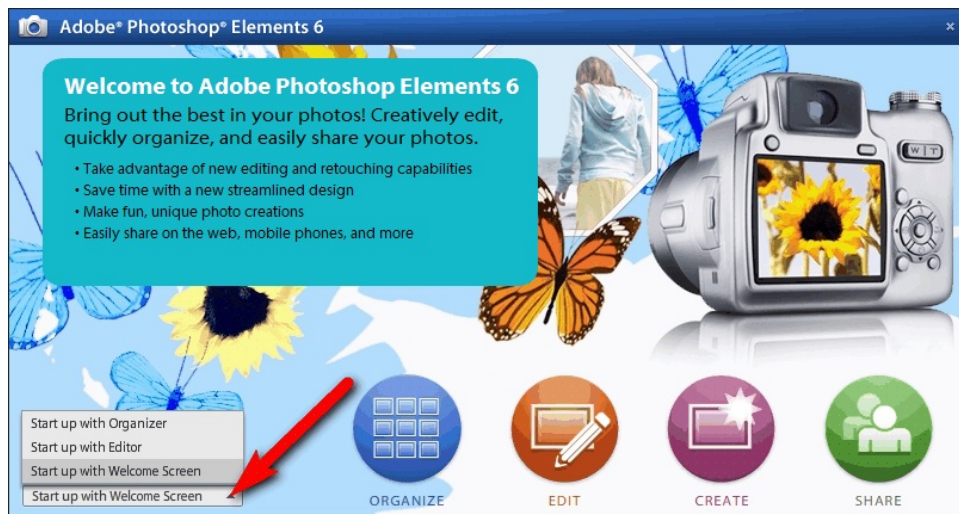 Adobe® Photoshop® Elements 6
Welcome to Adobe Photoshop Elements 6
Bring out the best in your photos! Creatively edit,
quickly organize, and easily share your photos.
• Take advantage of new editing and retouching capabilities
• Save time with a new streamlined design
• Make fun, unique photo creations
• Easily share on the web, mobile phones, and more
W T
Start up with Organizer
Start up with Editor
Start up with Welcome Screen
Start up with Welcome Screen
ORGANIZE EDIT CREATE SHARE